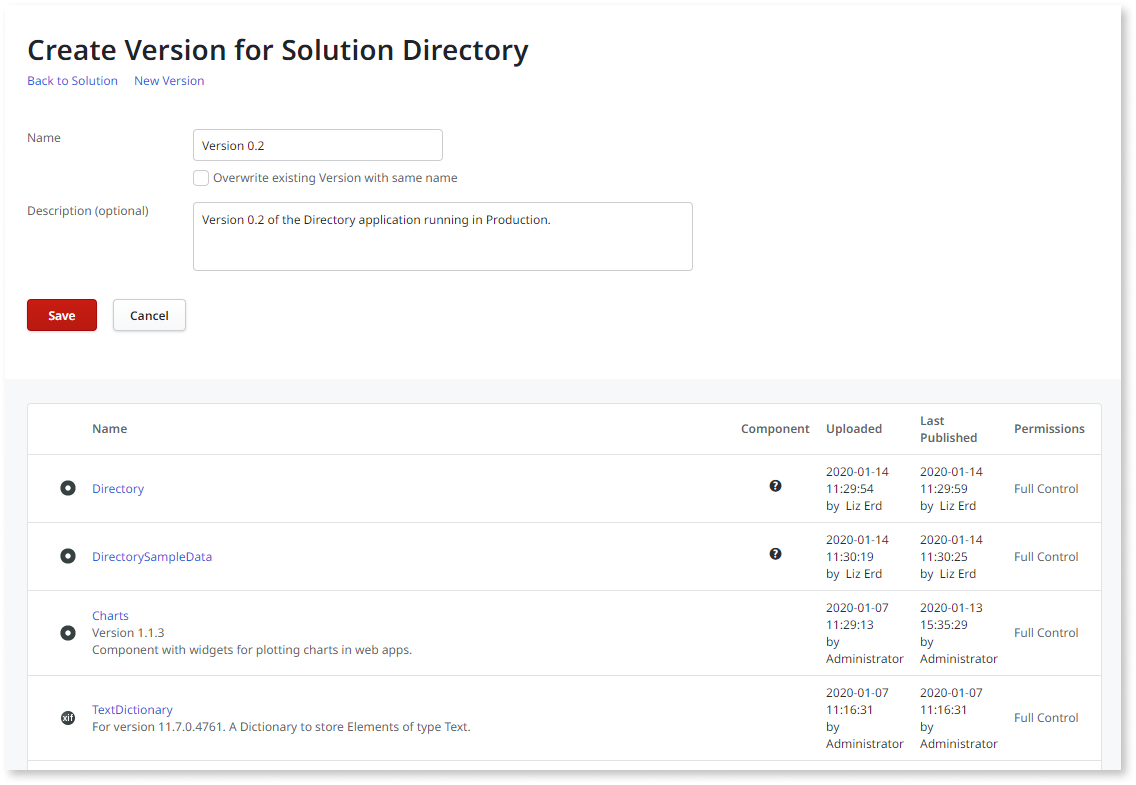 Create Version for Solution Directory
Back to Solution New Version
Name
Version 0.2
Overwrite existing Version with same name
Description (optional)
Version 0.2 of the Directory application running in Production.
Save Cancel
Name Component Uploaded Last Published Permissions
Directory
?
2020-01-14
11:29:54
by Liz Erd
2020-01-14
11:29:59
by Liz Erd
Full Control
DirectorySampleData
?
2020-01-14
11:30:19
by Liz Erd
2020-01-14
11:30:25
by Liz Erd
Full Control
Charts
Version 1.1.3
Component with widgets for plotting charts in web apps.
2020-01-07
11:29:13
by
Administrator
2020-01-13
15:35:29
by
Administrator
Full Control
xif
TextDictionary
For version 11.7.0.4761. A Dictionary to store Elements of type Text.
2020-01-07
11:16:31
by
Administrator
2020-01-07
11:16:31
by
Administrator
Full Control